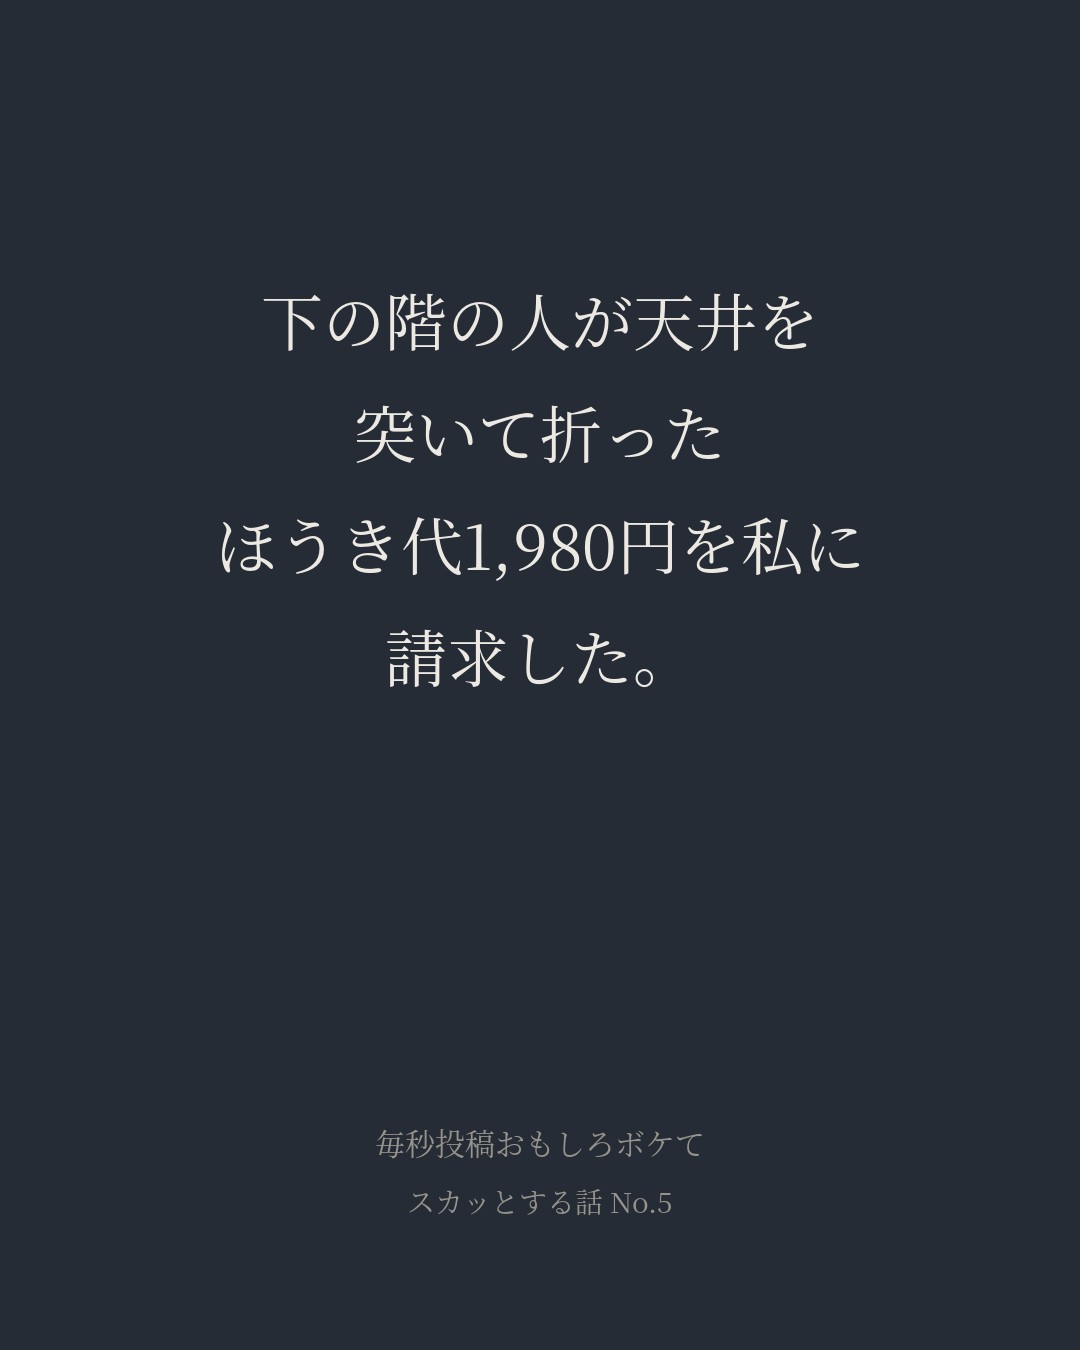 下の階の人が天井を
突いて折った
ほうき代1,980円を私に
請求した。
毎秒投稿おもしろボケて
スカッとする話 No.5